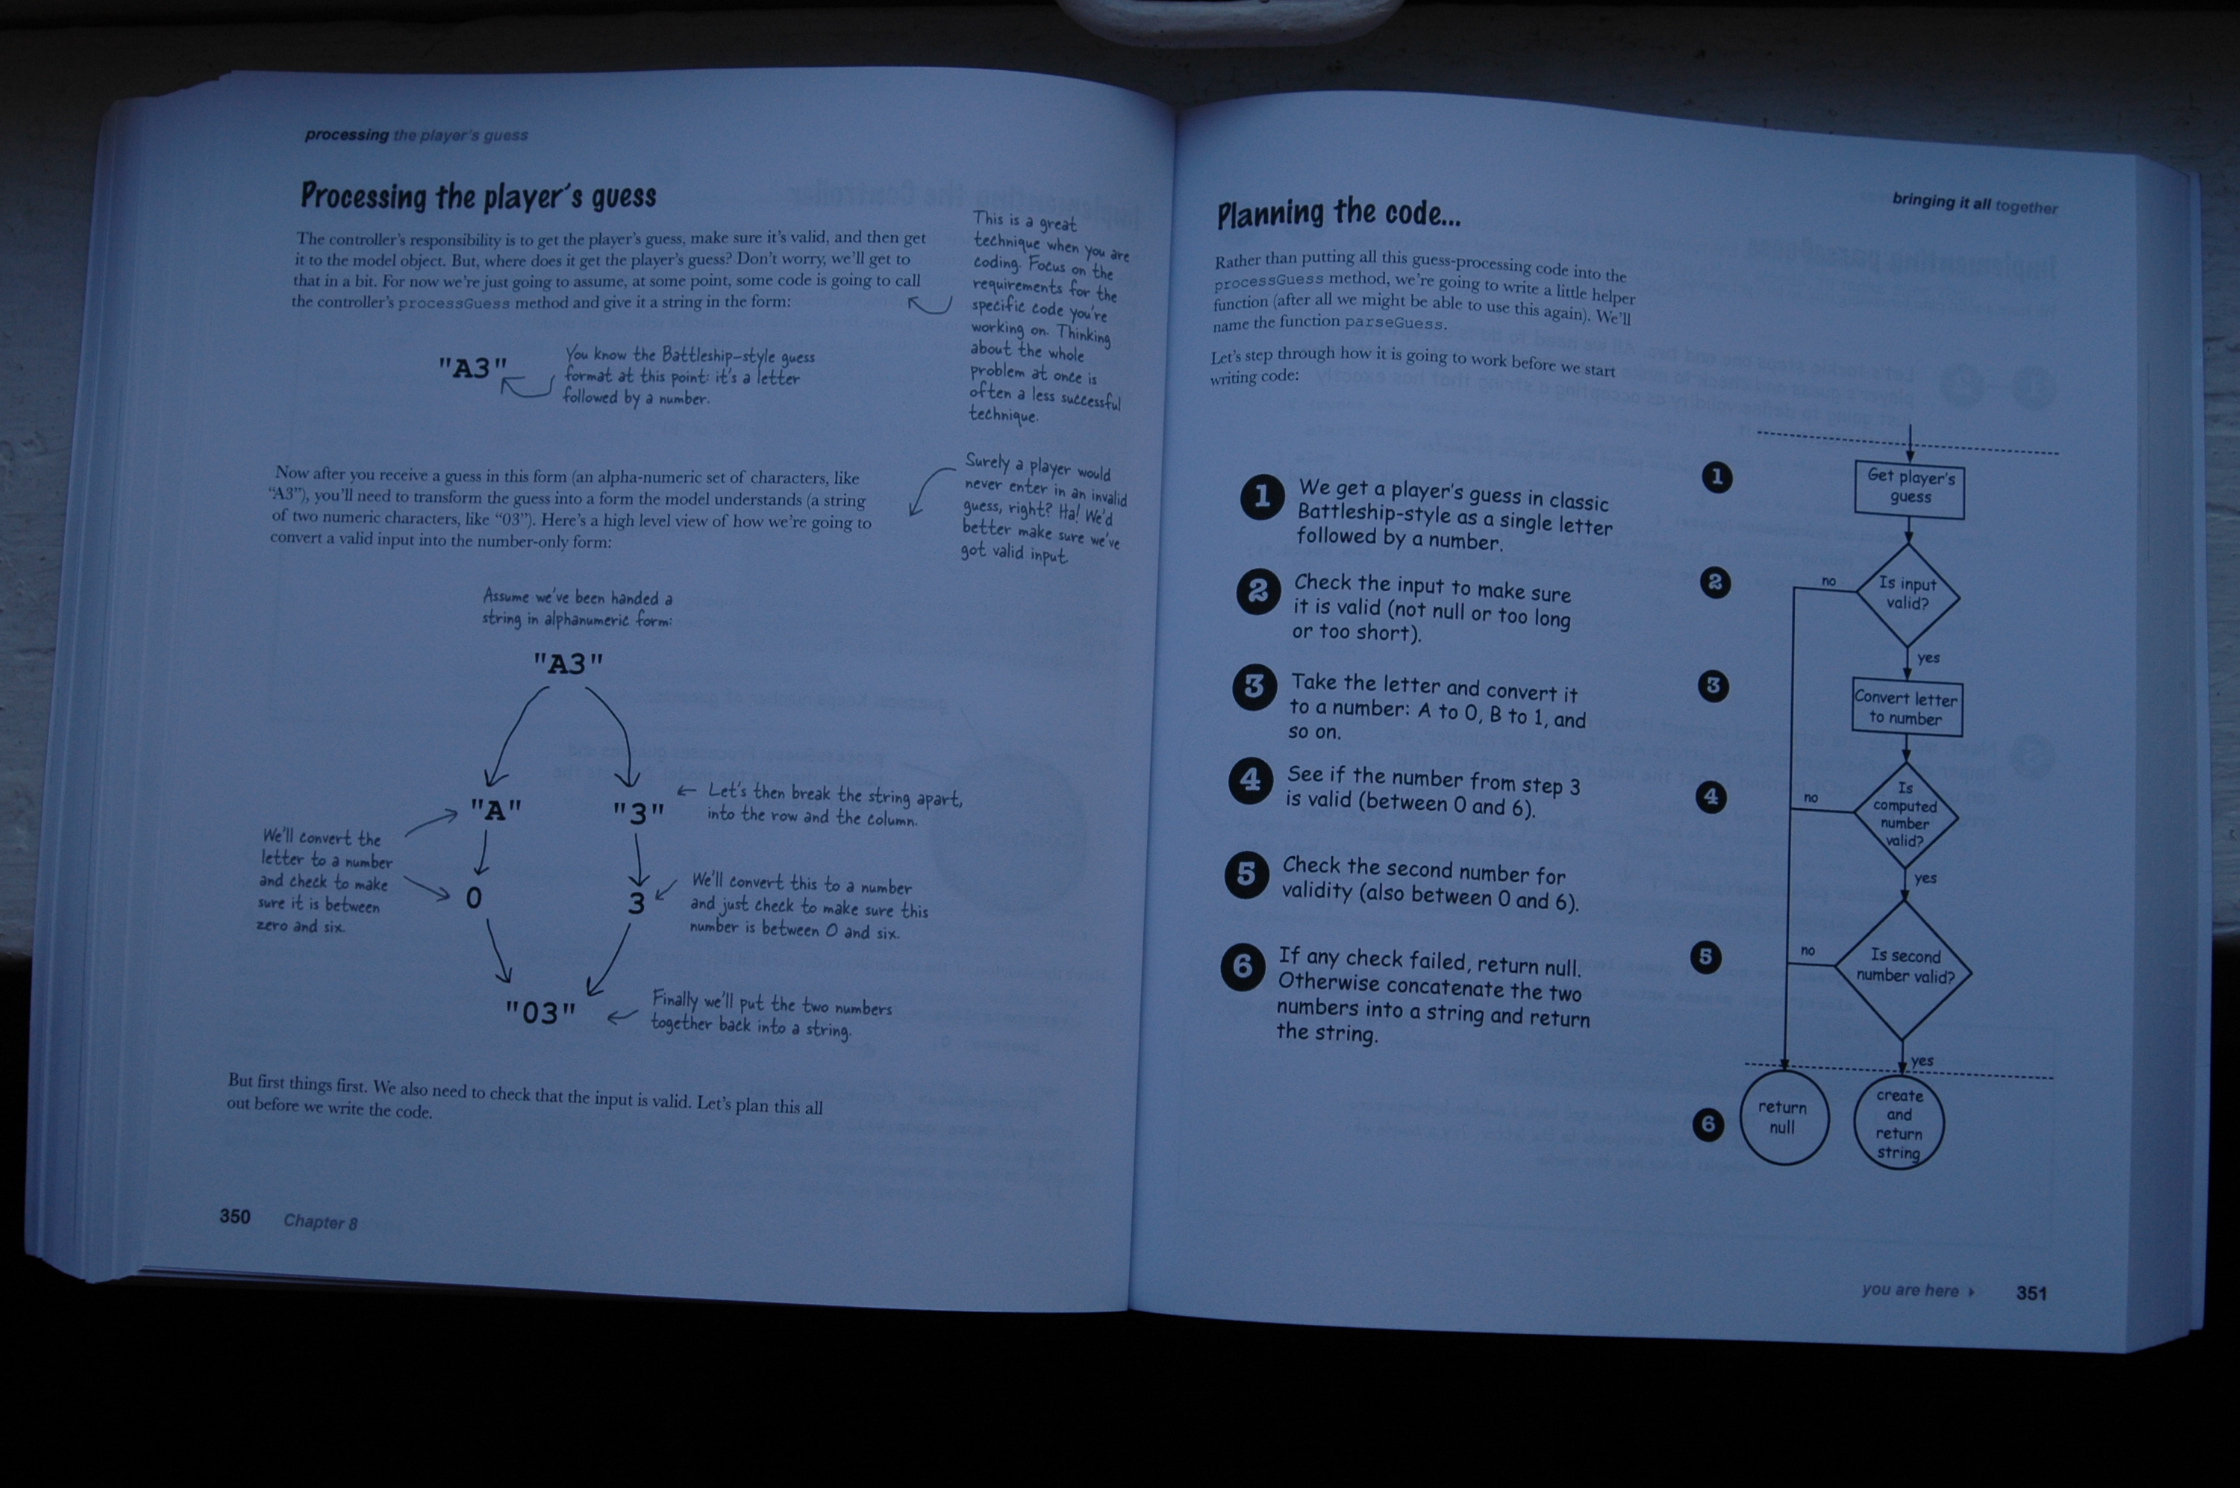 processing the player's guess
Processing the player's guess
The controller's responsibility is to get the player's guess, make sure it's valid, and then get
it to the model object. But, where does it get the player's guess? Don't worry, we'll get to
that in a bit. For now we're just going to assume, at some point, some code is going to call
the controller's processGuess method and give it a string in the form:
This is a great
technique when you are
coding. Focus on the
requirements for the
specific code you're
working on. Thinking
about the whole
problem at once is
often a less successful
technique.
"A3"
You know the Battleship-style guess
format at this point: it's a letter
followed by a number.
Now after you receive a guess in this form (an alpha-numeric set of characters, like
"A3"), you'll need to transform the guess into a form the model understands (a string
of two numeric characters, like "03"). Here's a high level view of how we're going to
convert a valid input into the number-only form:
Surely a player would
never enter in an invalid
guess, right? Ha! We'd
better make sure we've
got valid input.
Assume we've been handed a
string in alphanumeric form:
"A3"
"A"
"3"
Let's then break the string apart,
into the row and the column.
We'll convert the
letter to a number
and check to make
sure it is between
zero and six.
0
3
We'll convert this to a number
and just check to make sure this
number is between 0 and six.
"03"
Finally we'll put the two numbers
together back into a string.
But first things first. We also need to check that the input is valid. Let's plan this all
out before we write the code.
350 Chapter 8
bringing it all together
Planning the code...
Rather than putting all this guess-processing code into the
processGuess method, we're going to write a little helper
function (after all we might be able to use this again). We'll
name the function parseGuess.
Let's step through how it is going to work before we start
writing code:
1 We get a player's guess in classic
Battleship-style as a single letter
followed by a number.
2 Check the input to make sure
it is valid (not null or too long
or too short).
3 Take the letter and convert it
to a number: A to 0, B to 1, and
so on.
4 See if the number from step 3
is valid (between 0 and 6).
5 Check the second number for
validity (also between 0 and 6).
6 If any check failed, return null.
Otherwise concatenate the two
numbers into a string and return
the string.
1
Get player's
guess
2
no
Is input
valid?
yes
3
Convert letter
to number
4
no
Is
computed
number
valid?
yes
5
no
Is second
number valid?
yes
6
return
null
create
and
return
string
you are here 351